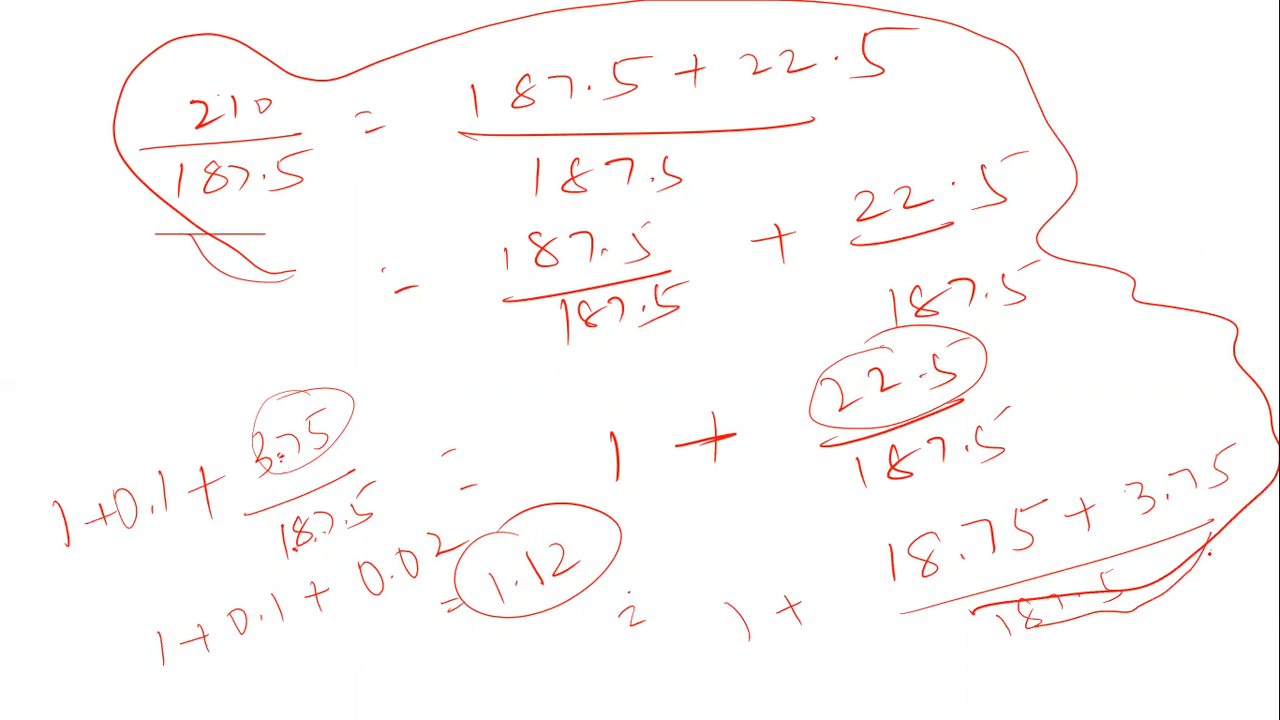 210/187.5 = (187.5 + 22.5)/187.5
= 187.5/187.5 + 22.5/187.5
= 1 + 22.5/187.5
= 1 + (18.75 + 3.75)/187.5
1 + 0.1 + 3.75/187.5
1 + 0.1 + 0.02 = 1.12